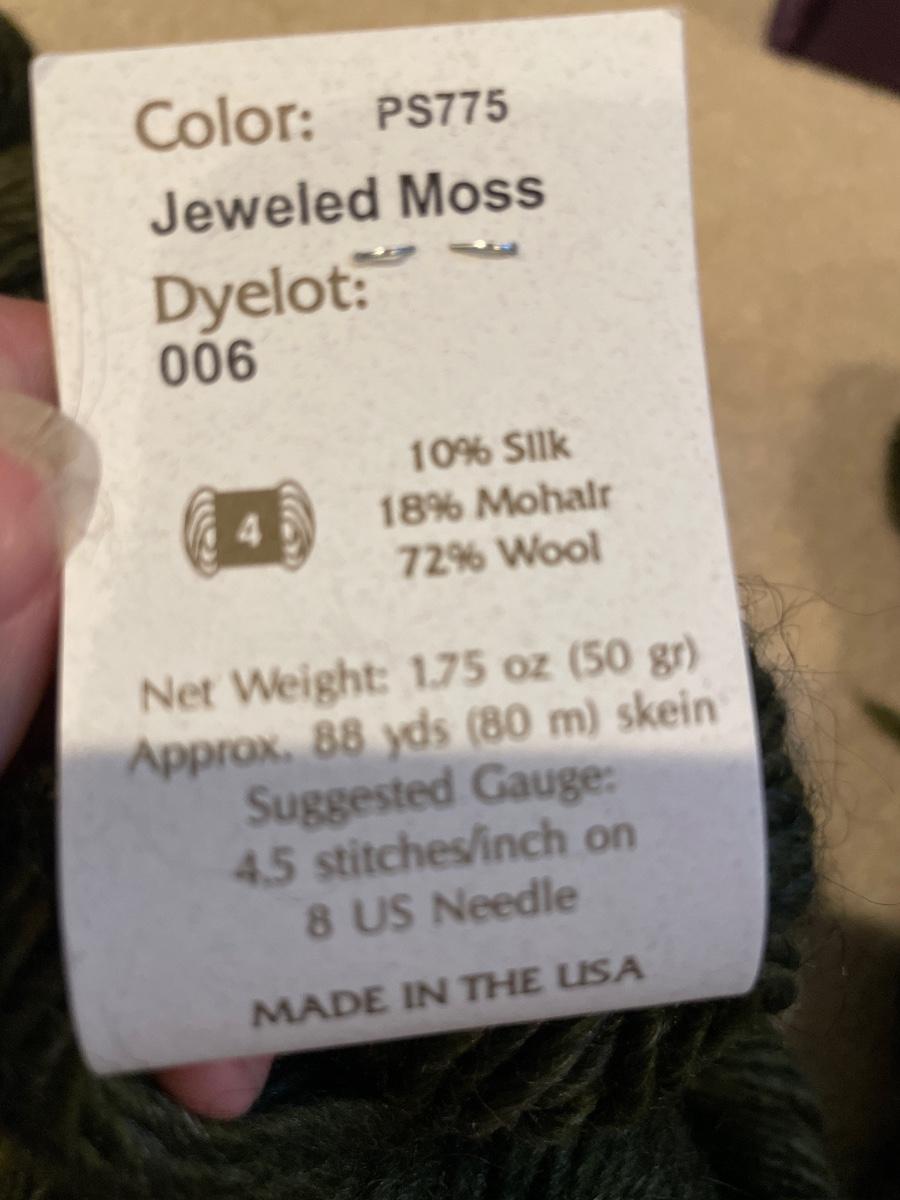 Color: PS775
Jeweled Moss
Dyelot:
006
10% Silk
18% Mohair
72% Wool
4
Net Weight: 1.75 oz (50 gr)
Approx. 88 yds (80 m) skein
Suggested Gauge:
4.5 stitches/inch on
8 US Needle
MADE IN THE USA